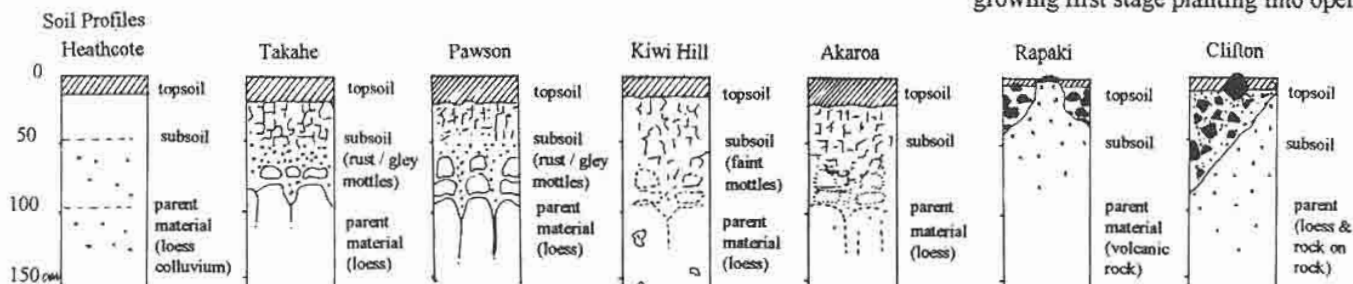 growing first stage planting into open
Soil Profiles
Heathcote
Takahe
Pawson
Kiwi Hill
Akaroa
Rapaki
Clifton
0
50
100
150cm
topsoil
subsoil
parent
material
(loess
colluvium)
topsoil
subsoil
(rust / gley
mottles)
parent
material
(loess)
topsoil
subsoil
(rust / gley
mottles)
parent
material
(loess)
topsoil
subsoil
(faint
mottles)
parent
material
(loess)
topsoil
subsoil
parent
material
(loess)
topsoil
subsoil
parent
material
(volcanic
rock)
topsoil
subsoil
parent
(loess &
rock on
rock)